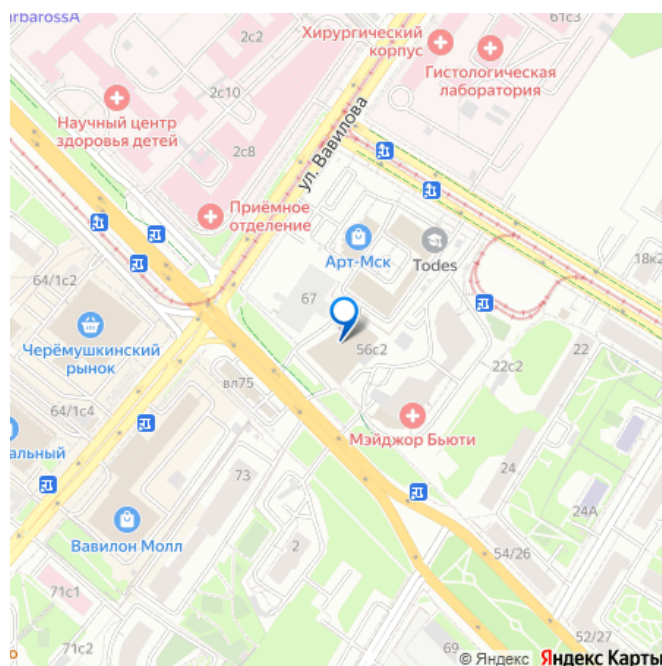 arbarossA
2с2
Хирургический
корпус
61с3
Гистологическая
лаборатория
2с10
Научный центр
здоровья детей
2с8
ул. Вавилова
Приёмное
отделение
Арт-Мск
Todes
18к2
64/1с2
67
Черёмушкинский
рынок
56с2
22с2
22
вл75
64/1с4
Мэйджор Бьюти
альный
73
24
24А
Вавилон Молл
2
54/26
71с1
71с2
69
52/27
о
© Яндекс Яндекс Карты